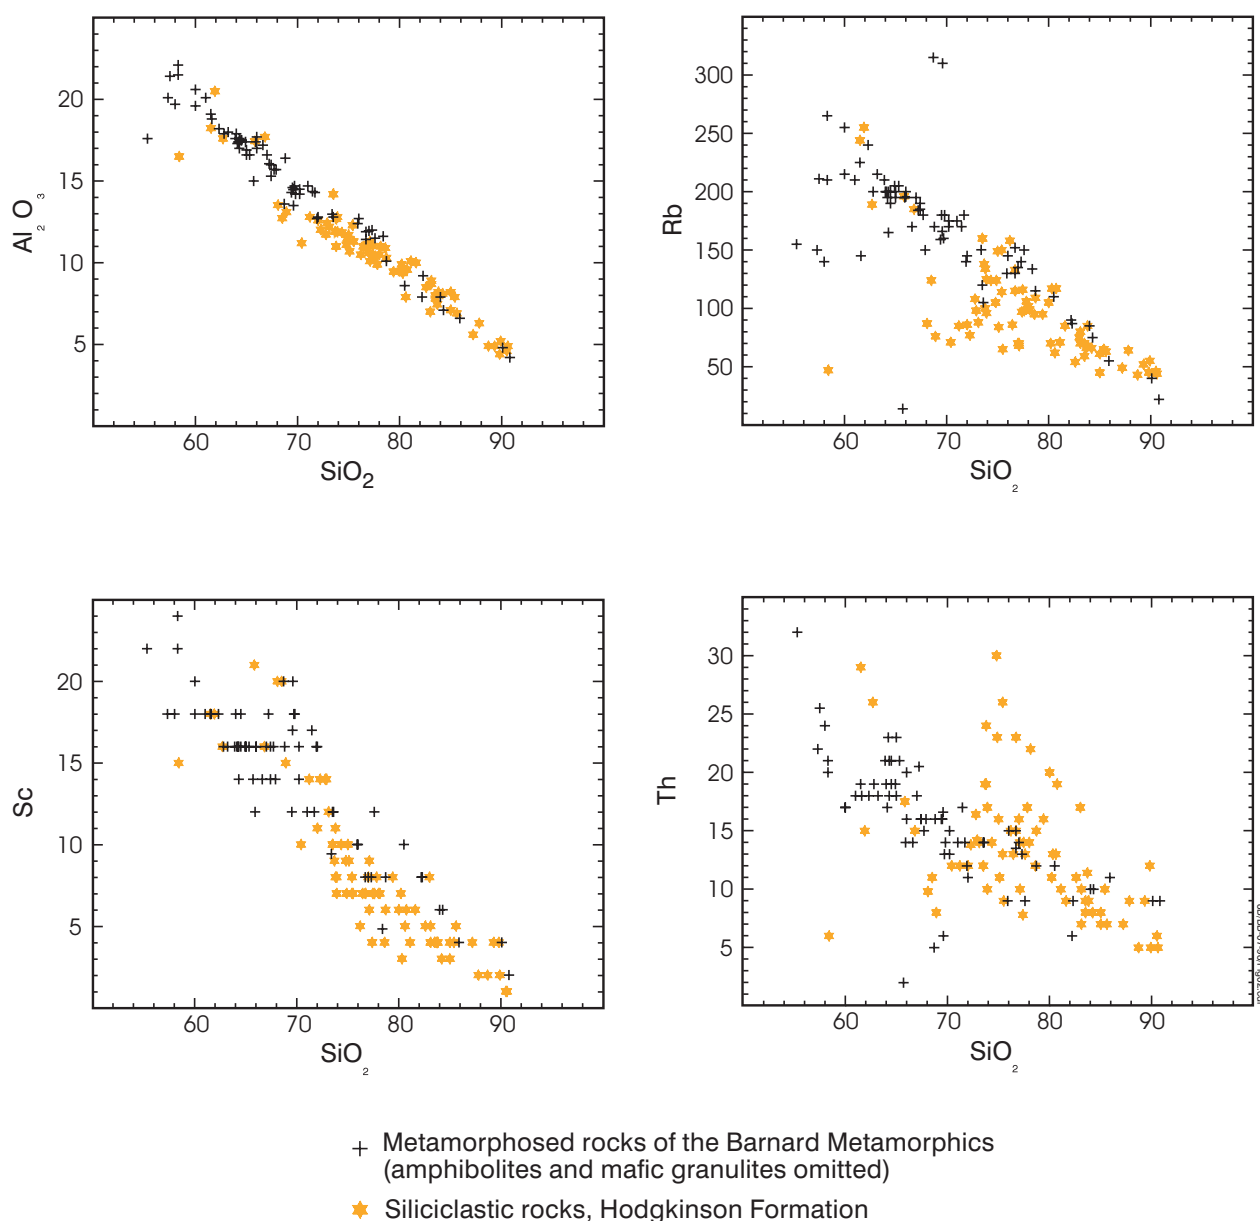 20
15
10
5
Al2O3
60 70 80 90
SiO2
300
250
200
150
100
50
Rb
60 70 80 90
SiO2
20
15
10
5
Sc
60 70 80 90
SiO2
30
25
20
15
10
5
Th
60 70 80 90
SiO2
Metamorphosed rocks of the Barnard Metamorphics
(amphibolites and mafic granulites omitted)
Siliciclastic rocks, Hodgkinson Formation